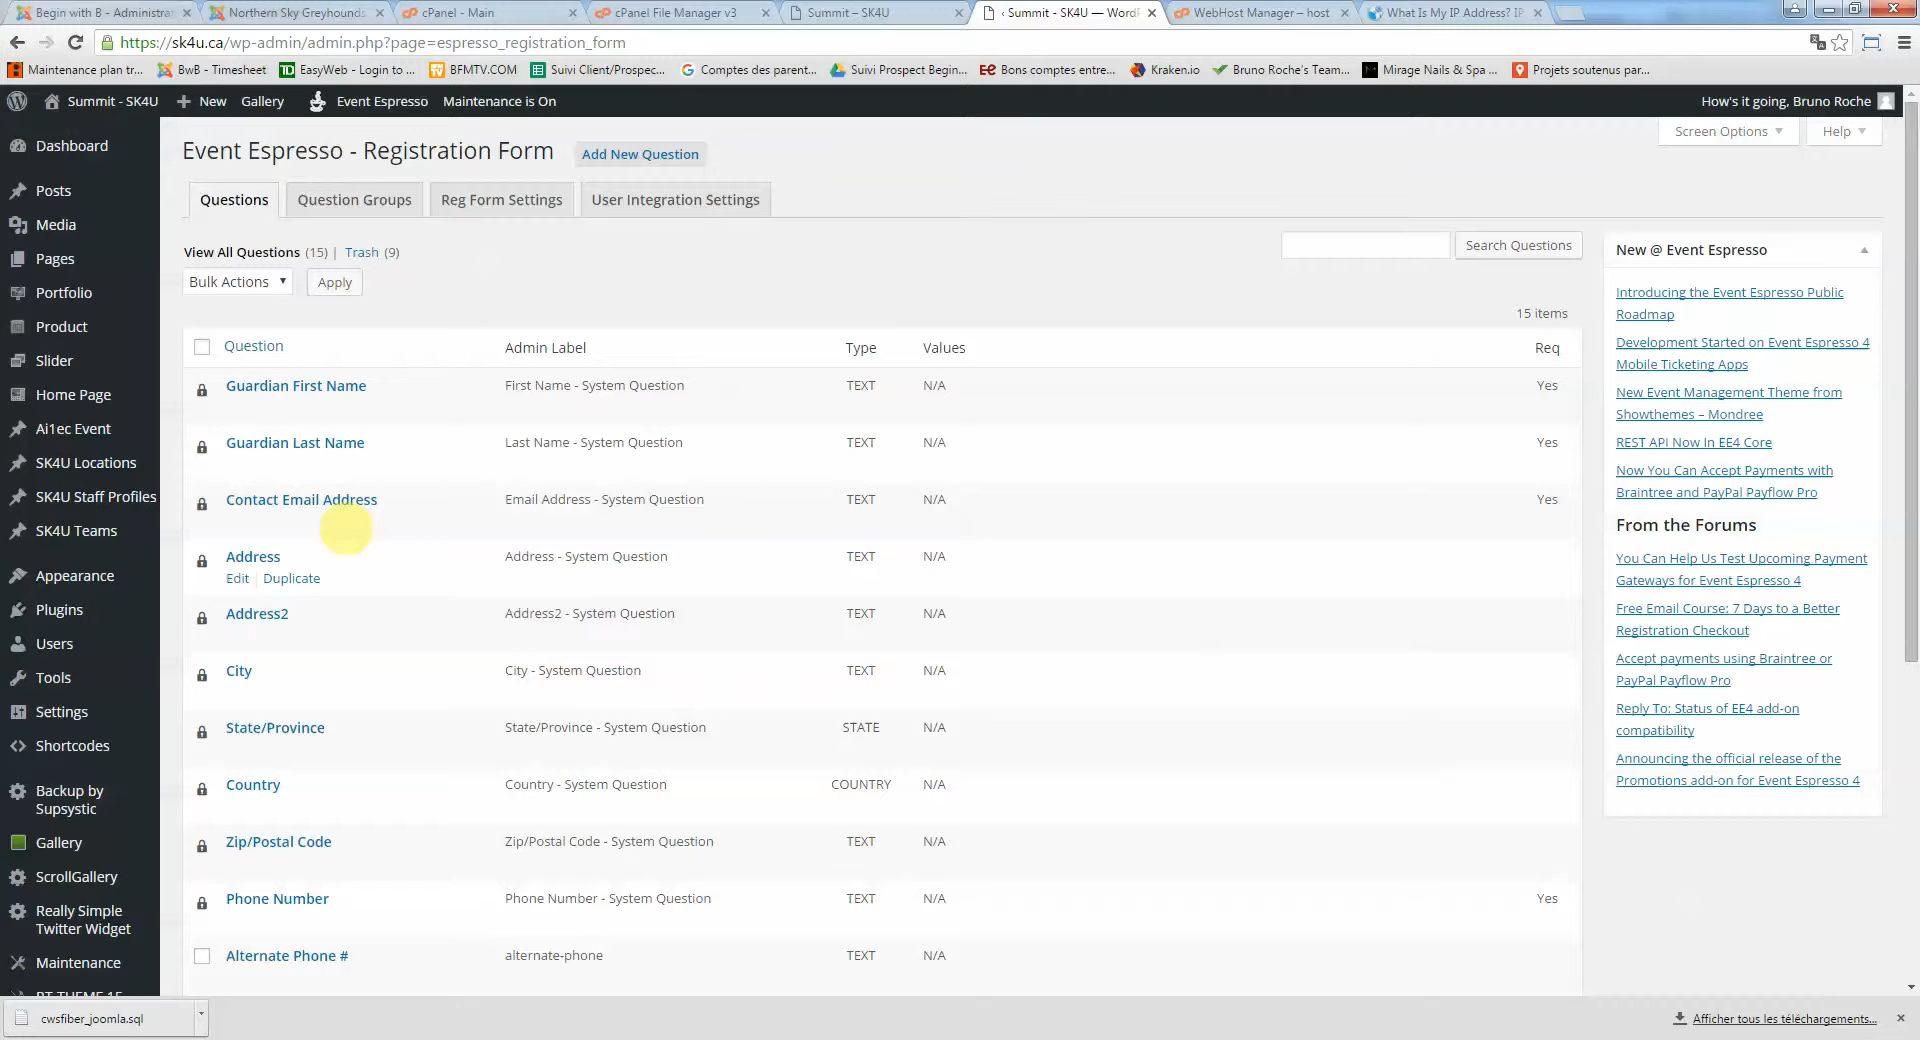 Begin with B - Administra
Northern Sky Greyhounds
cPanel - Main
cPanel File Manager v3
Summit – SK4U
‹ Summit - SK4U — WordP
WebHost Manager – host
What Is My IP Address? IP
https://sk4u.ca/wp-admin/admin.php?page=espresso_registration_form
Maintenance plan tr...
BwB - Timesheet
EasyWeb - Login to ...
BFMTV.COM
Suivi Client/Prospec...
Comptes des parent...
Suivi Prospect Begin...
Bons comptes entre...
Kraken.io
Bruno Roche's Team...
Mirage Nails & Spa ...
Projets soutenus par...
Summit - SK4U
New
Gallery
Event Espresso
Maintenance is On
How's it going, Bruno Roche
Dashboard
Posts
Media
Pages
Portfolio
Product
Slider
Home Page
Ai1ec Event
SK4U Locations
SK4U Staff Profiles
SK4U Teams
Appearance
Plugins
Users
Tools
Settings
Shortcodes
Backup by
Supsystic
Gallery
ScrollGallery
Really Simple
Twitter Widget
Maintenance
RT-THEME 15
Screen Options
Help
Event Espresso - Registration Form
Add New Question
Questions
Question Groups
Reg Form Settings
User Integration Settings
View All Questions (15) | Trash (9)
Search Questions
Bulk Actions
Apply
15 items
Question Admin Label Type Values Req
Guardian First Name First Name - System Question TEXT N/A Yes
Guardian Last Name Last Name - System Question TEXT N/A Yes
Contact Email Address Email Address - System Question TEXT N/A Yes
Address Address - System Question TEXT N/A
Edit | Duplicate
Address2 Address2 - System Question TEXT N/A
City City - System Question TEXT N/A
State/Province State/Province - System Question STATE N/A
Country Country - System Question COUNTRY N/A
Zip/Postal Code Zip/Postal Code - System Question TEXT N/A
Phone Number Phone Number - System Question TEXT N/A Yes
Alternate Phone # alternate-phone TEXT N/A
New @ Event Espresso
Introducing the Event Espresso Public
Roadmap
Development Started on Event Espresso 4
Mobile Ticketing Apps
New Event Management Theme from
Showthemes – Mondree
REST API Now In EE4 Core
Now You Can Accept Payments with
Braintree and PayPal Payflow Pro
From the Forums
You Can Help Us Test Upcoming Payment
Gateways for Event Espresso 4
Free Email Course: 7 Days to a Better
Registration Checkout
Accept payments using Braintree or
PayPal Payflow Pro
Reply To: Status of EE4 add-on
compatibility
Announcing the official release of the
Promotions add-on for Event Espresso 4
cwsfiber_joomla.sql
Afficher tous les téléchargements...